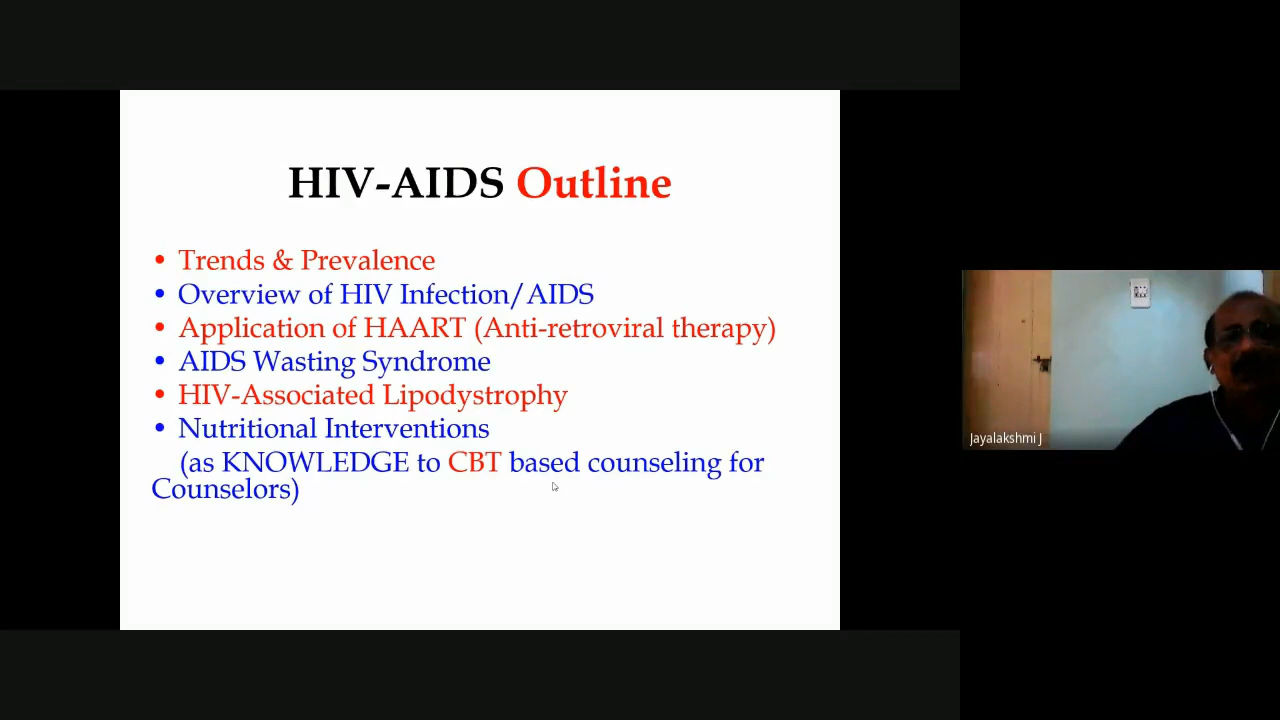 HIV-AIDS Outline
• Trends & Prevalence
• Overview of HIV Infection/AIDS
• Application of HAART (Anti-retroviral therapy)
• AIDS Wasting Syndrome
• HIV-Associated Lipodystrophy
• Nutritional Interventions
(as KNOWLEDGE to CBT based counseling for
Counselors)
Jayalakshmi J